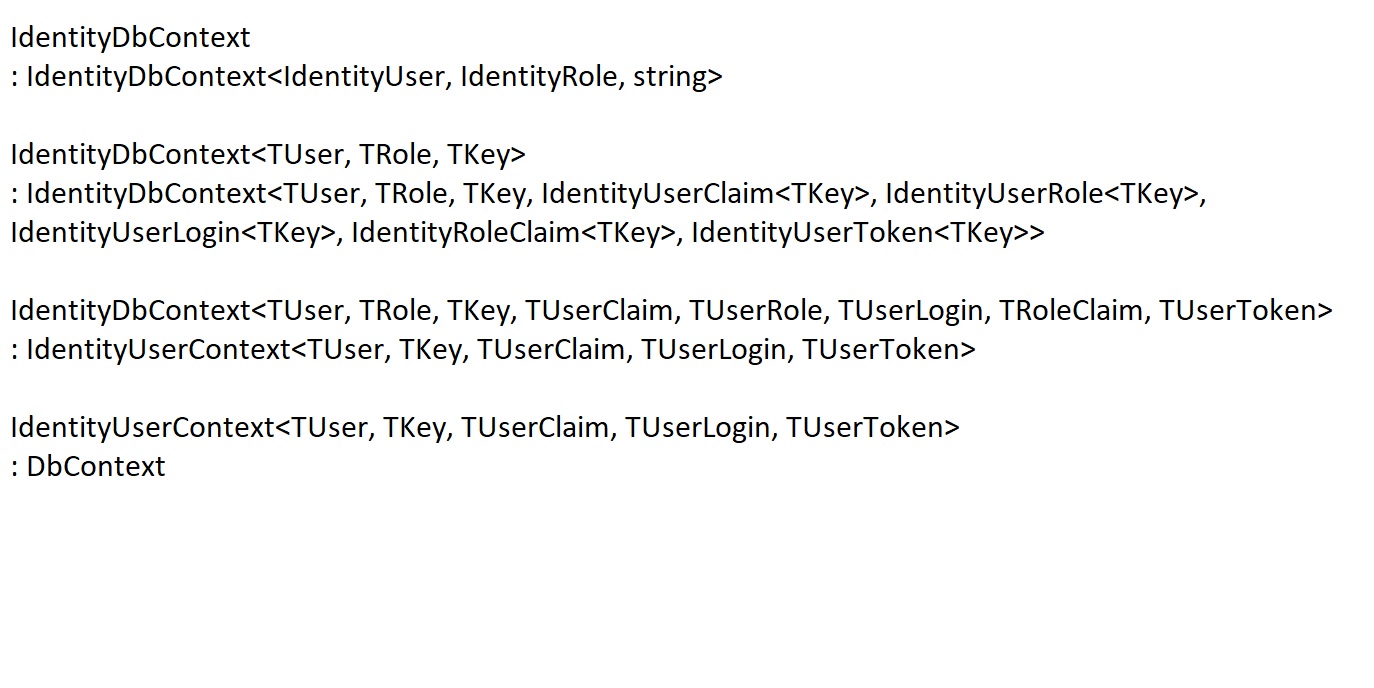 IdentityDbContext
: IdentityDbContext<IdentityUser, IdentityRole, string>
IdentityDbContext<TUser, TRole, TKey>
: IdentityDbContext<TUser, TRole, TKey, IdentityUserClaim<TKey>, IdentityUserRole<TKey>,
IdentityUserLogin<TKey>, IdentityRoleClaim<TKey>, IdentityUserToken<TKey>>
IdentityDbContext<TUser, TRole, TKey, TUserClaim, TUserRole, TUserLogin, TRoleClaim, TUserToken>
: IdentityUserContext<TUser, TKey, TUserClaim, TUserLogin, TUserToken>
IdentityUserContext<TUser, TKey, TUserClaim, TUserLogin, TUserToken>
: DbContext